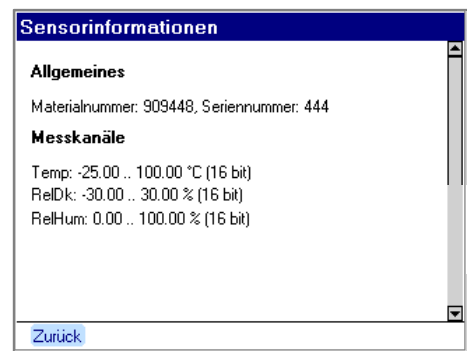 Sensorinformationen
Allgemeines
Materialnummer: 909448, Seriennummer: 444
Messkanäle
Temp: -25.00 .. 100.00 °C (16 bit)
RelDk: -30.00 .. 30.00 % (16 bit)
RelHum: 0.00 .. 100.00 % (16 bit)
Zurück